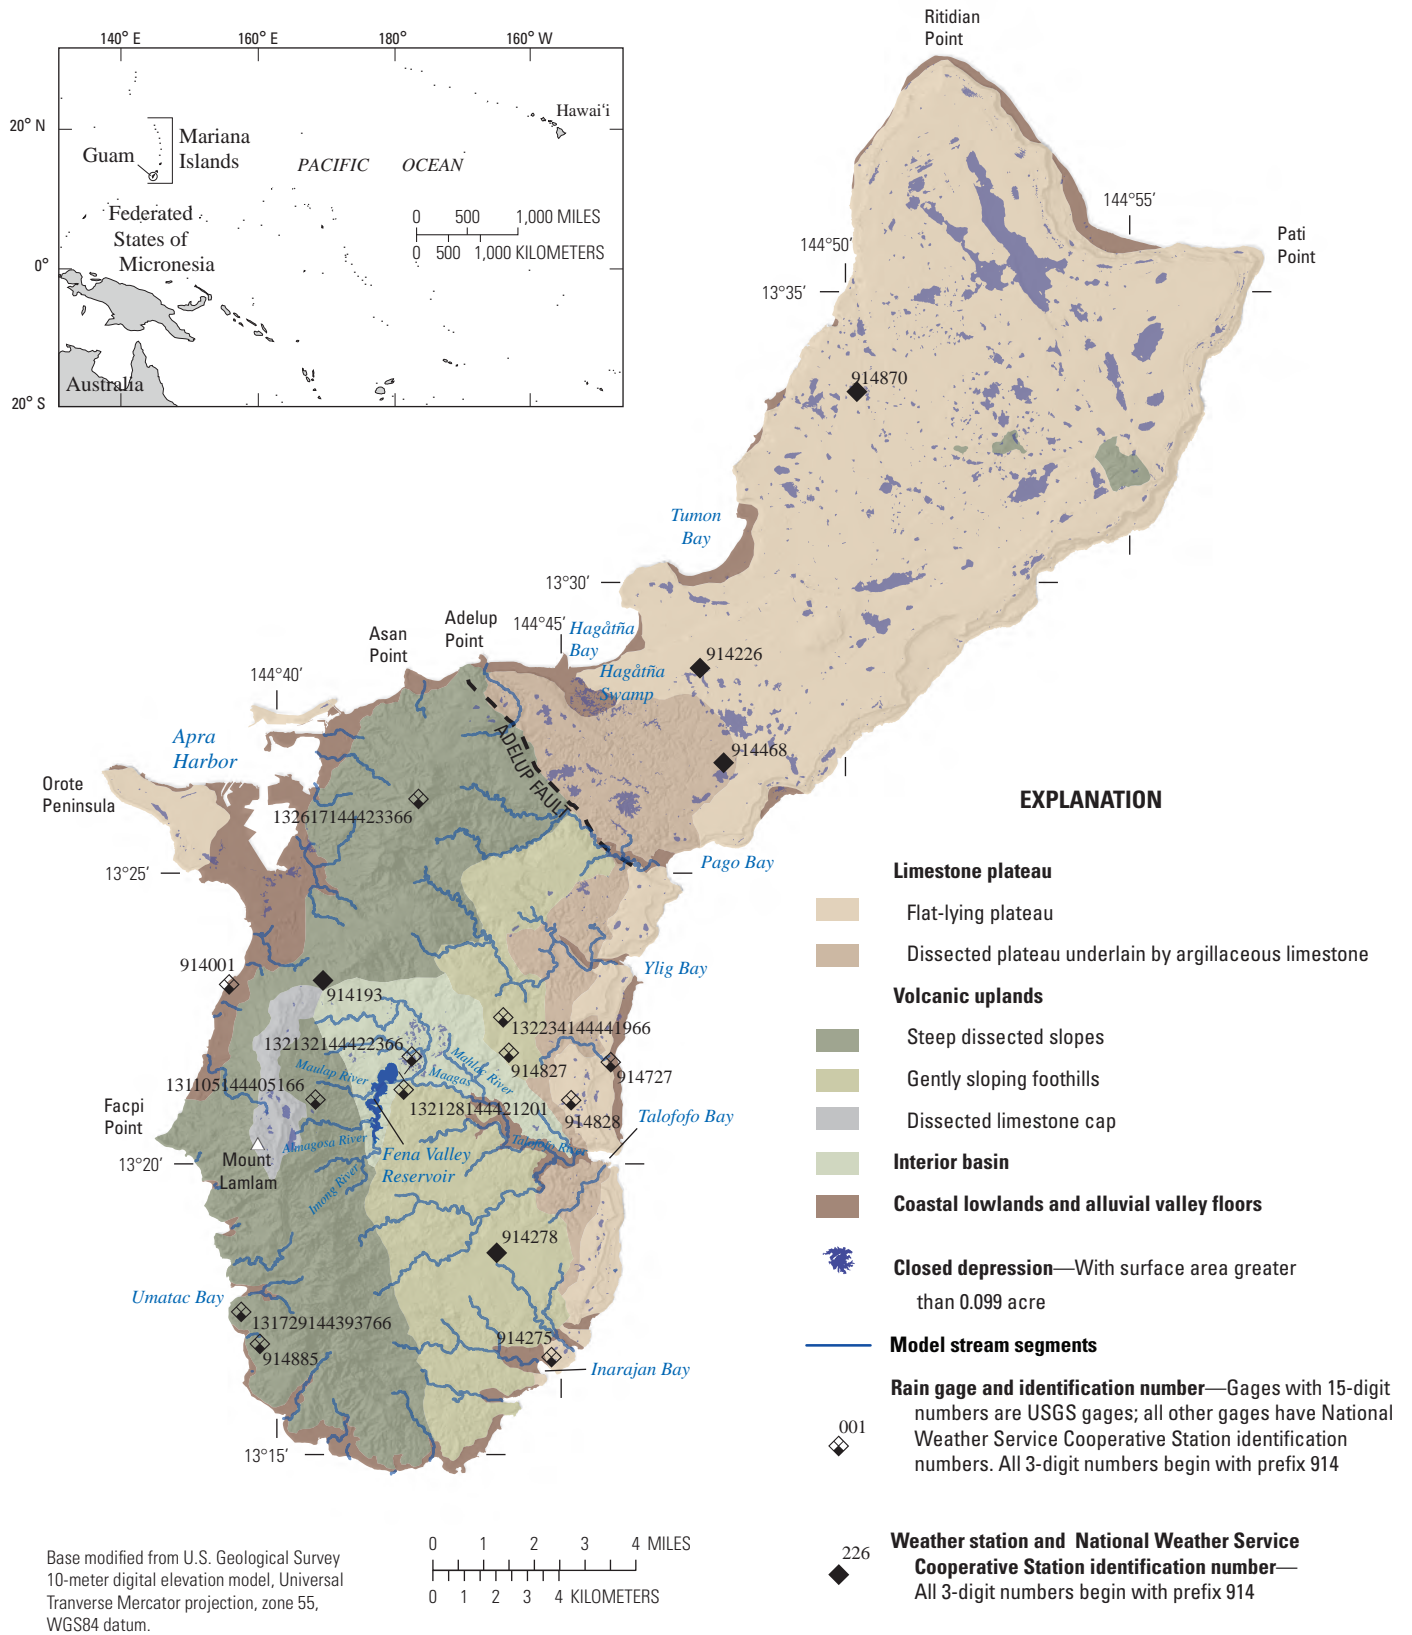 140° E
160° E
180°
160° W
20° N
0°
20° S
Hawai‘i
Mariana
Islands
Guam
PACIFIC OCEAN
Federated
States of
Micronesia
0 500 1,000 MILES
0 500 1,000 KILOMETERS
Australia
Ritidian
Point
144°55′
144°50′
Pati
Point
13°35′
914870
Tumon
Bay
13°30′
Adelup
Point
144°45′
Hagåtña
Bay
Asan
Point
914226
Hagåtña
Swamp
144°40′
Apra
Harbor
ADELUP FAULT
914468
Orote
Peninsula
132617144423366
Pago Bay
13°25′
914001
Ylig Bay
914193
132234144441966
132132144422366
Mahlac River
Maulap River
Maagas
914827
914727
131105144405166
132128144421201
914828
Talofofo Bay
Facpi
Point
Almagosa River
Talofofo River
13°20′
Mount
Lamlam
Fena Valley
Reservoir
Imong River
914278
Umatac Bay
131729144393766
914275
914885
Inarajan Bay
13°15′
EXPLANATION
Limestone plateau
Flat-lying plateau
Dissected plateau underlain by argillaceous limestone
Volcanic uplands
Steep dissected slopes
Gently sloping foothills
Dissected limestone cap
Interior basin
Coastal lowlands and alluvial valley floors
Closed depression—With surface area greater
than 0.099 acre
Model stream segments
Rain gage and identification number—Gages with 15-digit
001
numbers are USGS gages; all other gages have National
Weather Service Cooperative Station identification
numbers. All 3-digit numbers begin with prefix 914
Weather station and National Weather Service
226
Cooperative Station identification number—
All 3-digit numbers begin with prefix 914
0 1 2 3 4 MILES
0 1 2 3 4 KILOMETERS
Base modified from U.S. Geological Survey
10-meter digital elevation model, Universal
Tranverse Mercator projection, zone 55,
WGS84 datum.